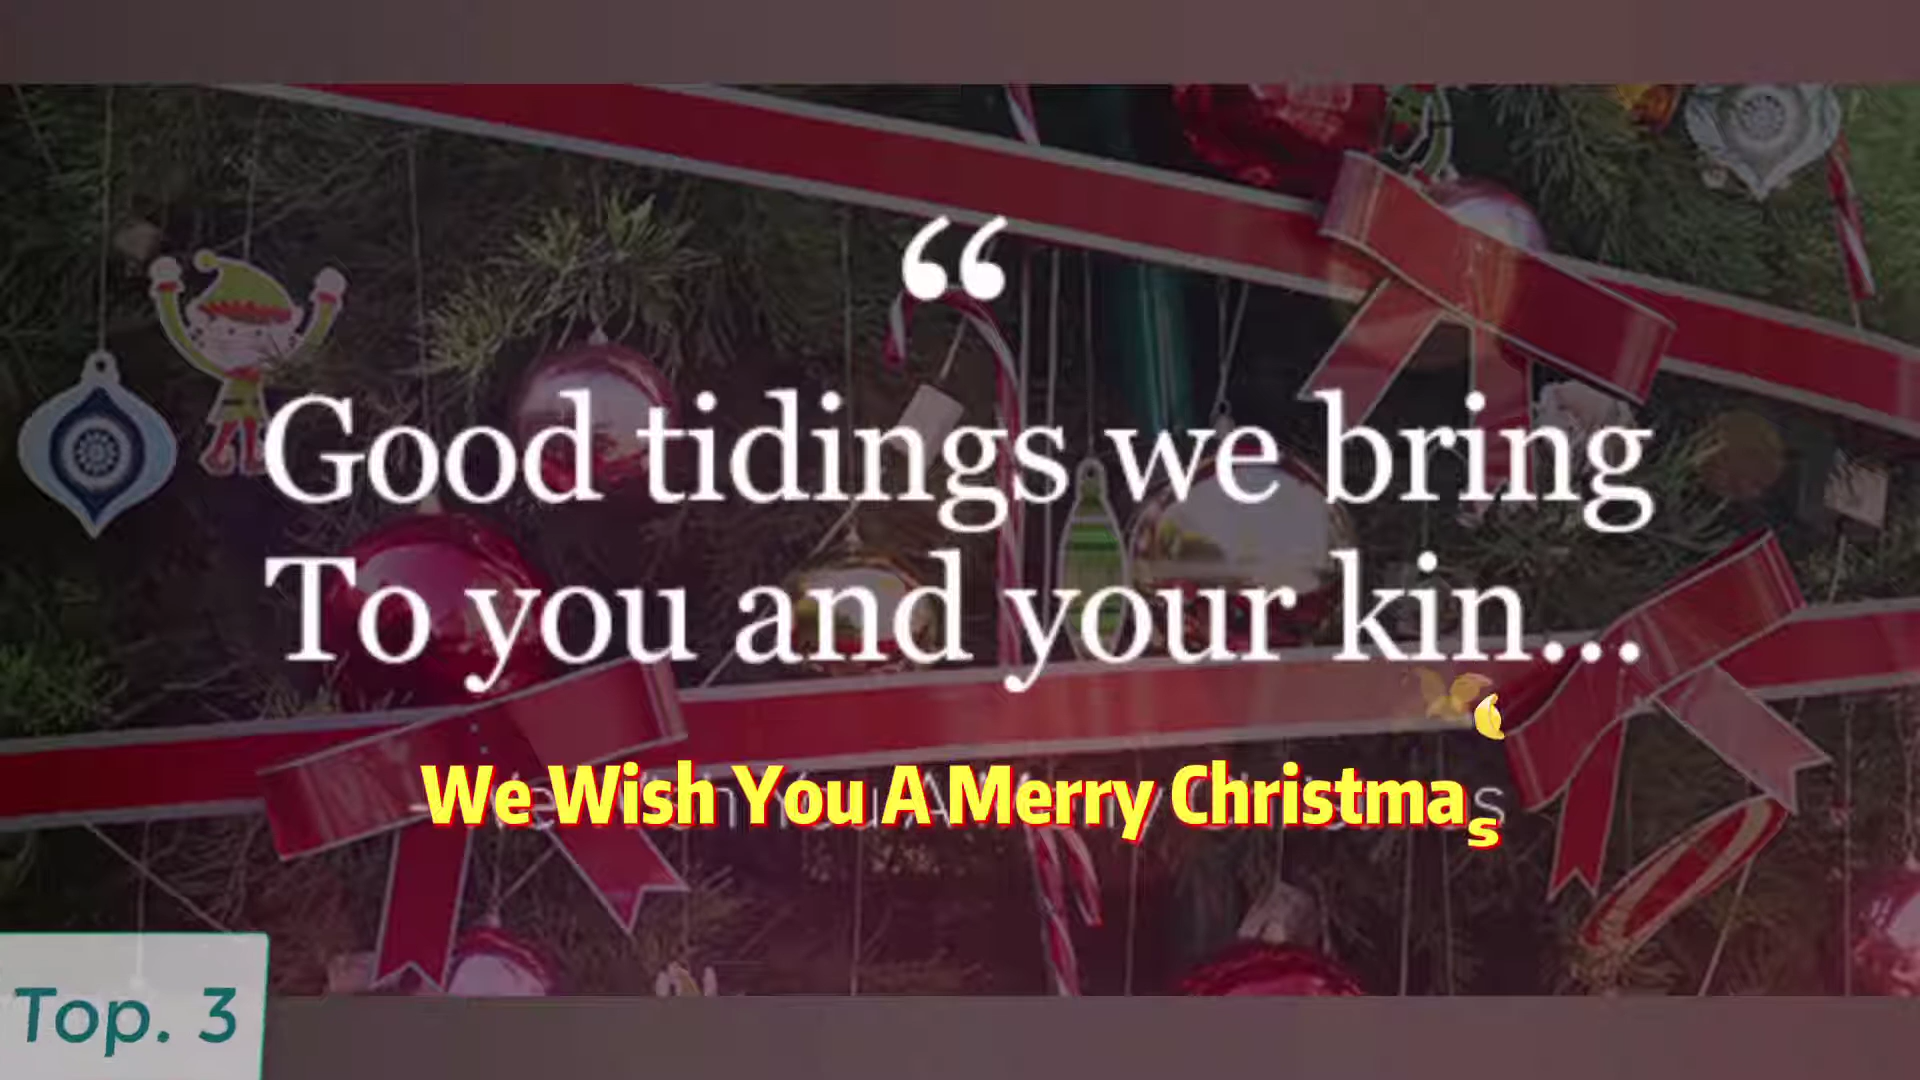 “
Good tidings we bring
To you and your kin...
We Wish You A Merry Christmas
Top. 3